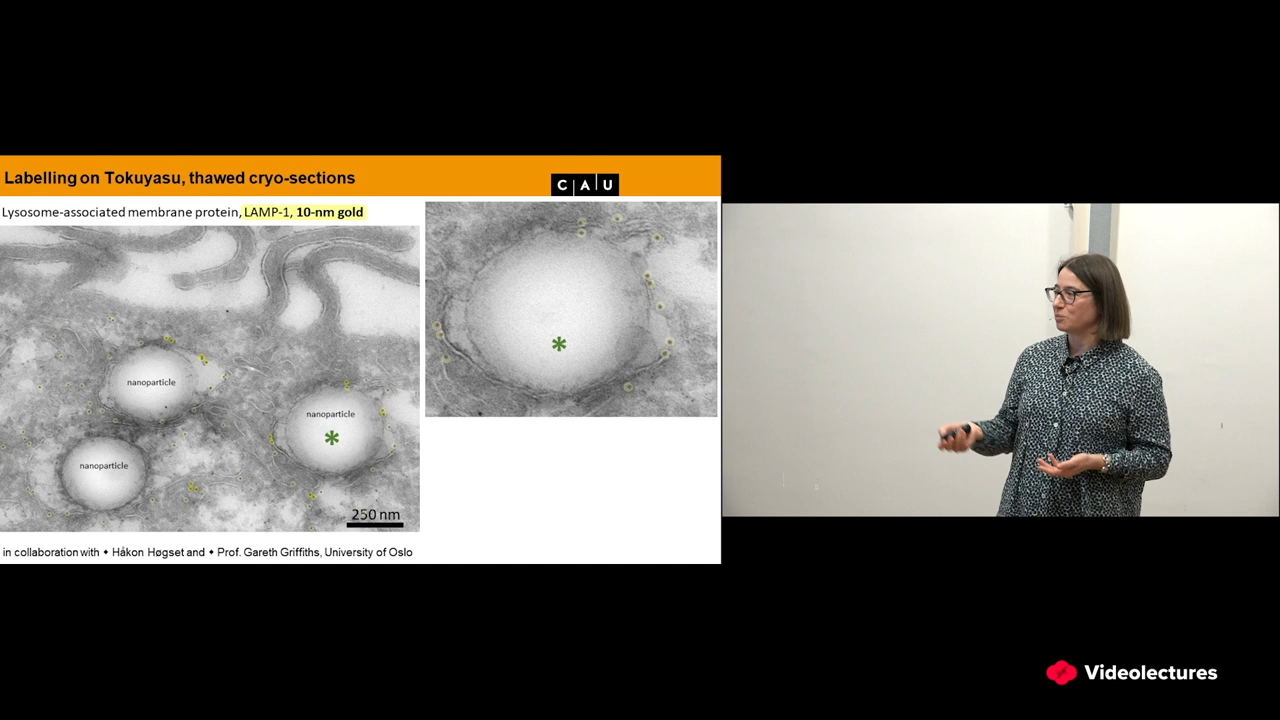 Labelling on Tokuyasu, thawed cryo-sections
C A U
Lysosome-associated membrane protein, LAMP-1, 10-nm gold
nanoparticle
nanoparticle
*
nanoparticle
250 nm
*
in collaboration with ♦ Håkon Høgset and ♦ Prof. Gareth Griffiths, University of Oslo
Videolectures